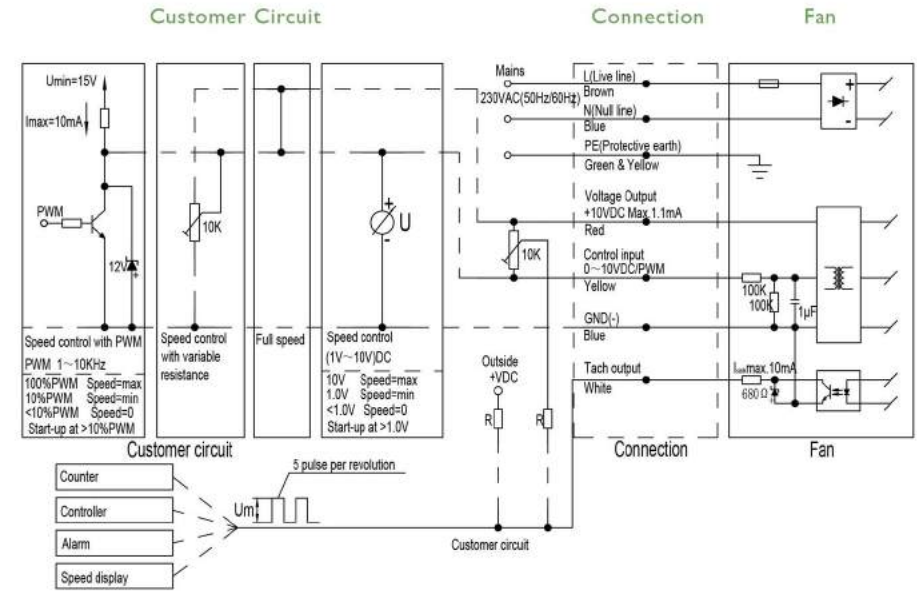 Customer Circuit
Connection
Fan
Umin=15V
Imax=10mA
PWM
12V
Speed control with PWM
PWM 1～10KHz
100%PWM Speed=max
10%PWM Speed=min
<10%PWM Speed=0
Start-up at >10%PWM
10K
Speed control
with variable
resistance
Full speed
+
U
-
Speed control
(1V～10V)DC
10V Speed=max
1.0V Speed=min
<1.0V Speed=0
Start-up at >1.0V
Customer circuit
Mains
230VAC(50Hz/60Hz)
10K
Outside
+VDC
R
R
L(Live line)
Brown
N(Null line)
Blue
PE(Protective earth)
Green & Yellow
Voltage Output
+10VDC Max.1.1mA
Red
Control input
0～10VDC/PWM
Yellow
GND(-)
Blue
Tach output
White
Connection
+
-
100K
100K
1μF
max.10mA
680Ω
Fan
Counter
Controller
Alarm
Speed display
Um
5 pulse per revolution
Customer circuit